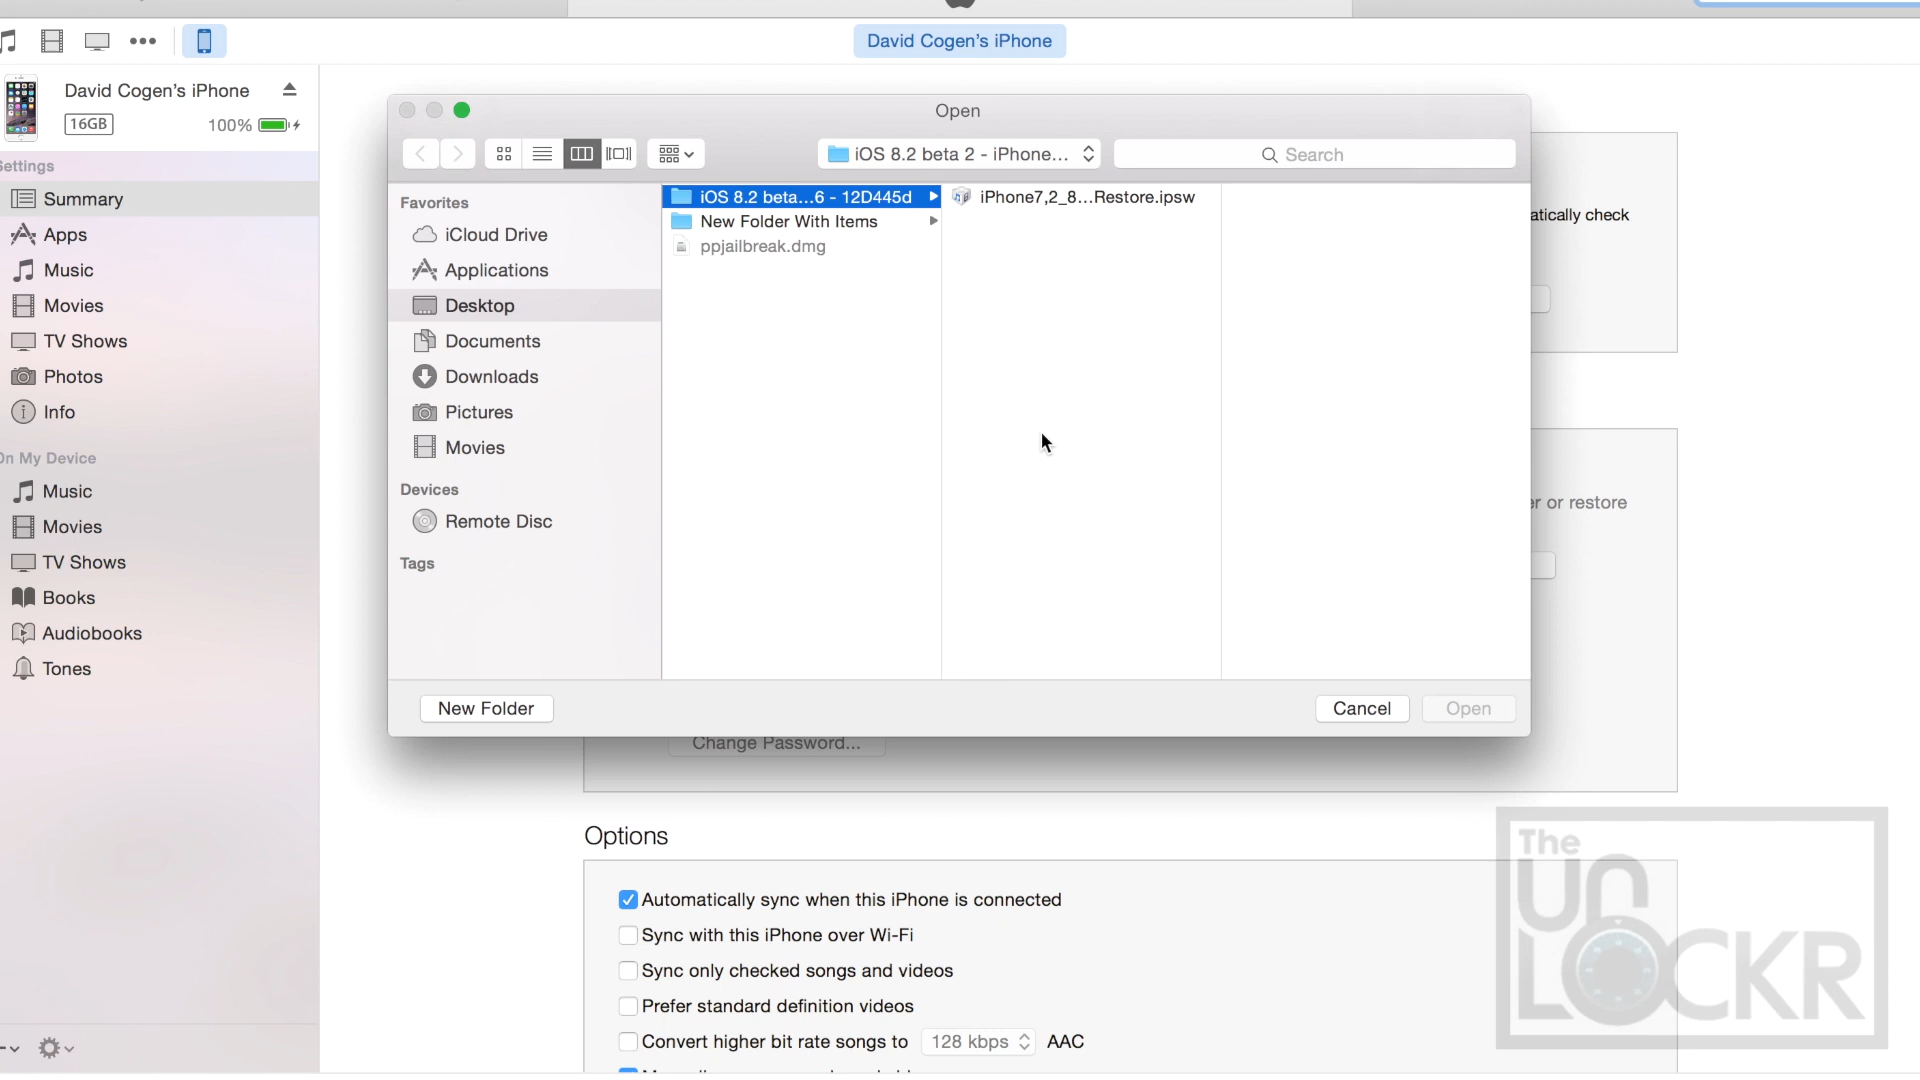 David Cogen's iPhone
David Cogen's iPhone
16GB
100%
Settings
Summary
Apps
Music
Movies
TV Shows
Photos
Info
On My Device
Music
Movies
TV Shows
Books
Audiobooks
Tones
Open
iOS 8.2 beta 2 - iPhone...
Search
Favorites
iCloud Drive
Applications
Desktop
Documents
Downloads
Pictures
Movies
Devices
Remote Disc
Tags
iOS 8.2 beta...6 - 12D445d
New Folder With Items
ppjailbreak.dmg
iPhone7,2_8...Restore.ipsw
New Folder
Cancel
Open
atically check
er or restore
Change Password...
Options
Automatically sync when this iPhone is connected
Sync with this iPhone over Wi-Fi
Sync only checked songs and videos
Prefer standard definition videos
Convert higher bit rate songs to 128 kbps AAC
The
UN
LOCKR